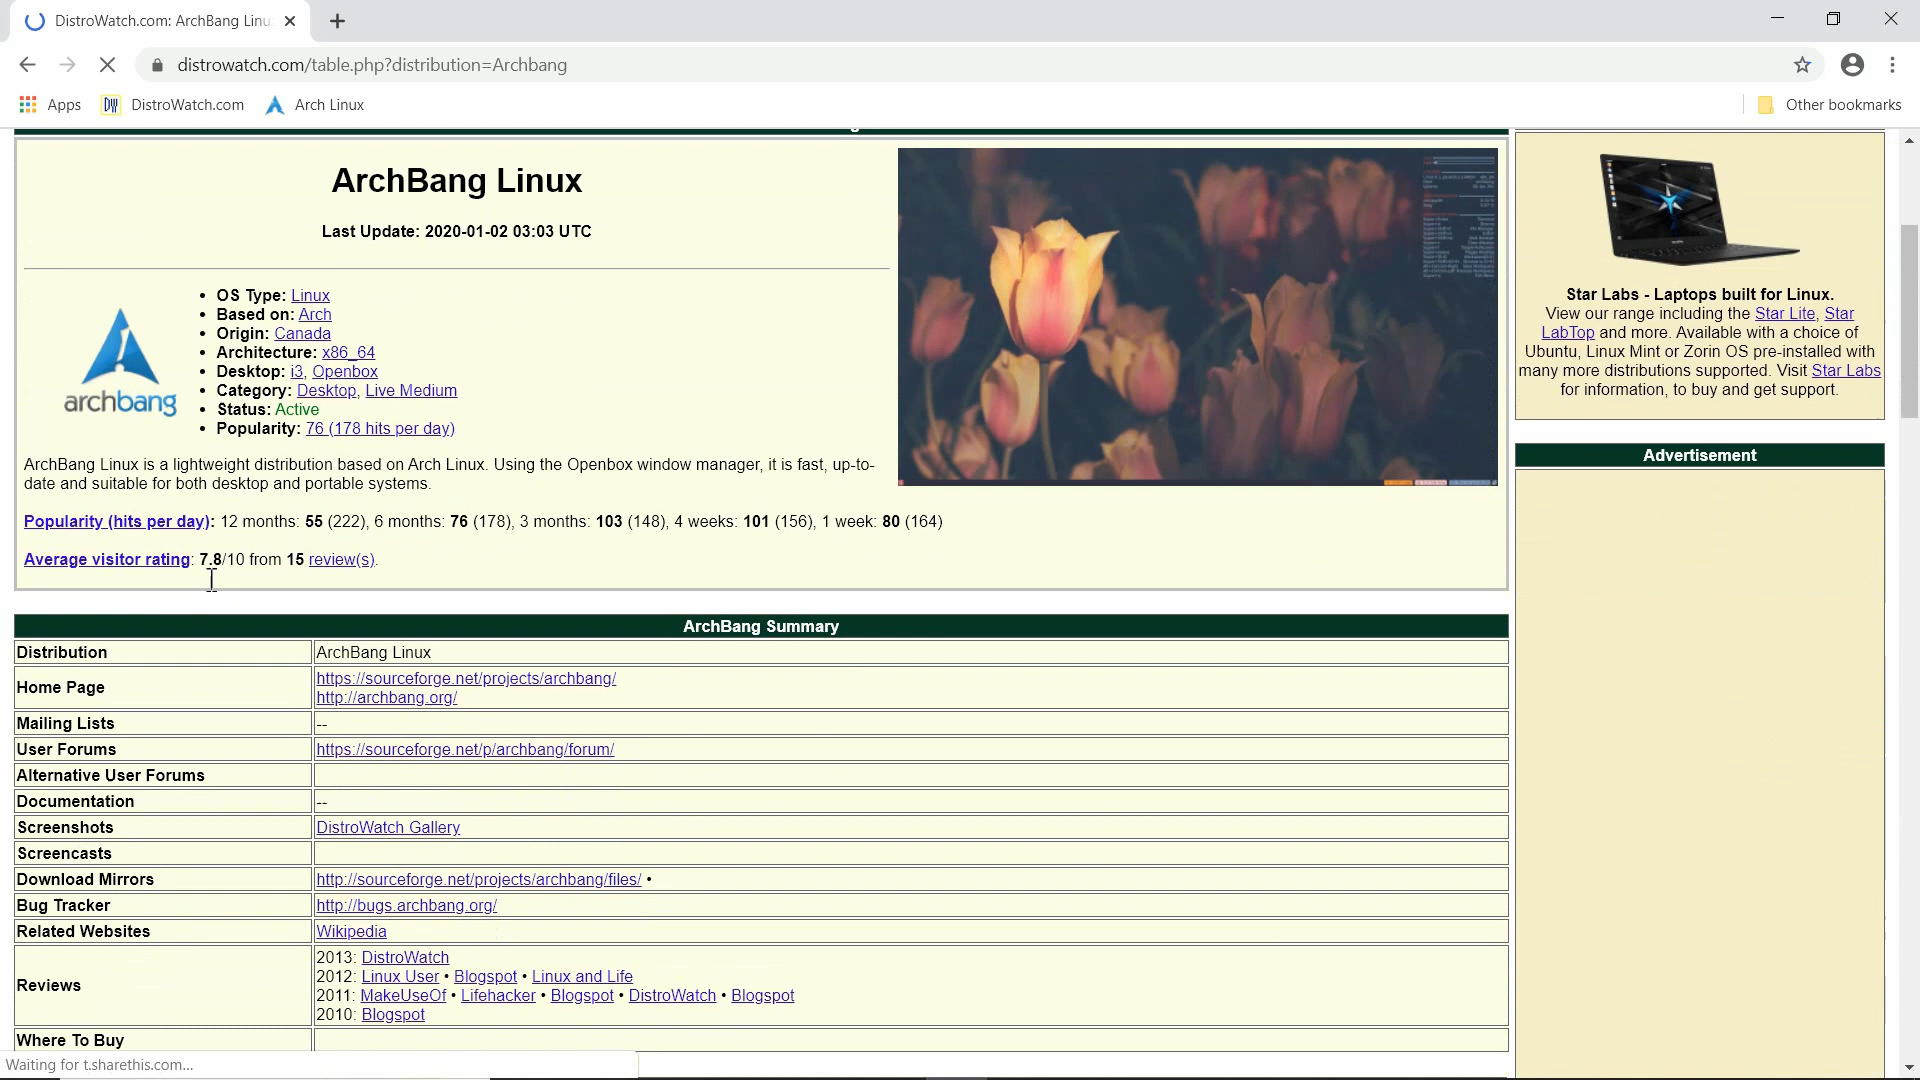 DistroWatch.com: ArchBang Linu
distrowatch.com/table.php?distribution=Archbang
Apps
DW
DistroWatch.com
Arch Linux
Other bookmarks
ArchBang Linux
Last Update: 2020-01-02 03:03 UTC
archbang
• OS Type: Linux
• Based on: Arch
• Origin: Canada
• Architecture: x86_64
• Desktop: i3, Openbox
• Category: Desktop, Live Medium
• Status: Active
• Popularity: 76 (178 hits per day)
ArchBang Linux is a lightweight distribution based on Arch Linux. Using the Openbox window manager, it is fast, up-to-
date and suitable for both desktop and portable systems.
Popularity (hits per day): 12 months: 55 (222), 6 months: 76 (178), 3 months: 103 (148), 4 weeks: 101 (156), 1 week: 80 (164)
Average visitor rating: 7.8/10 from 15 review(s).
ArchBang Summary
Distribution ArchBang Linux
Home Page https://sourceforge.net/projects/archbang/
http://archbang.org/
Mailing Lists --
User Forums https://sourceforge.net/p/archbang/forum/
Alternative User Forums
Documentation --
Screenshots DistroWatch Gallery
Screencasts
Download Mirrors http://sourceforge.net/projects/archbang/files/ •
Bug Tracker http://bugs.archbang.org/
Related Websites Wikipedia
Reviews
2013: DistroWatch
2012: Linux User • Blogspot • Linux and Life
2011: MakeUseOf • Lifehacker • Blogspot • DistroWatch • Blogspot
2010: Blogspot
Where To Buy
Star Labs - Laptops built for Linux.
View our range including the Star Lite, Star
LabTop and more. Available with a choice of
Ubuntu, Linux Mint or Zorin OS pre-installed with
many more distributions supported. Visit Star Labs
for information, to buy and get support.
Advertisement
Waiting for t.sharethis.com...